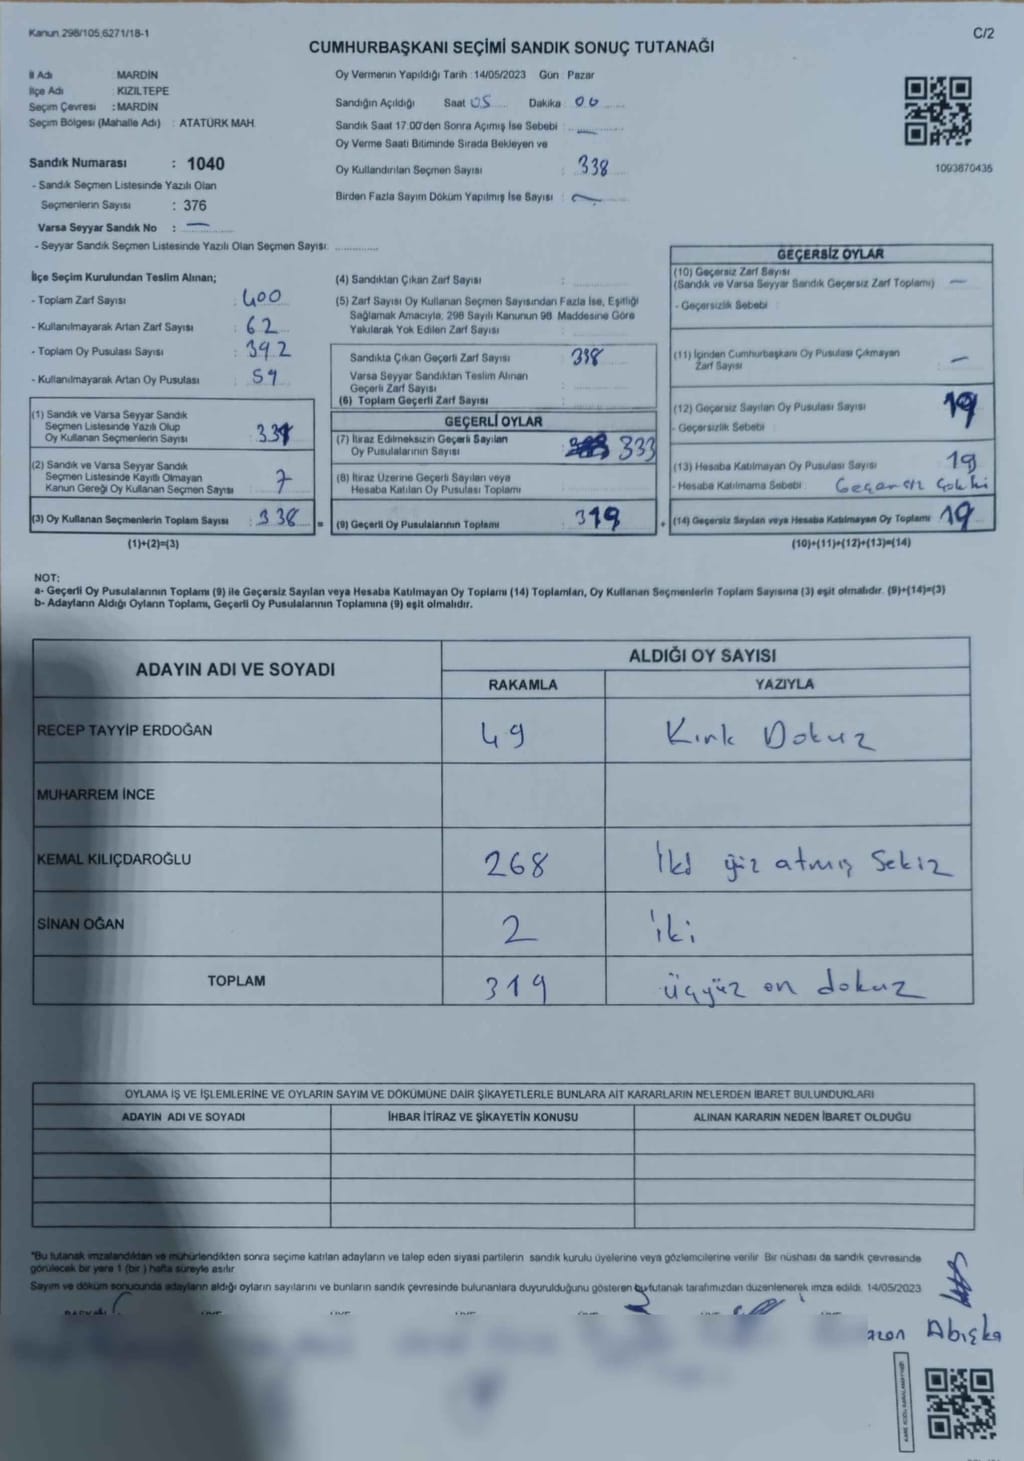 Kanun 298/105,6271/18-1
C/2
CUMHURBAŞKANI SEÇİMİ SANDIK SONUÇ TUTANAĞI
İl Adı : MARDİN
İlçe Adı : KIZILTEPE
Seçim Çevresi : MARDİN
Seçim Bölgesi (Mahalle Adı) : ATATÜRK MAH.
Sandık Numarası : 1040
- Sandık Seçmen Listesinde Yazılı Olan
Seçmenlerin Sayısı : 376
Varsa Seyyar Sandık No : —
- Seyyar Sandık Seçmen Listesinde Yazılı Olan Seçmen Sayısı: ............
Oy Vermenin Yapıldığı Tarih :14/05/2023 Gün : Pazar
Sandığın Açıldığı Saat 05 Dakika 00
Sandık Saat 17:00'den Sonra Açılmış İse Sebebi : —
Oy Verme Saati Bitiminde Sırada Bekleyen ve
Oy Kullandırılan Seçmen Sayısı : 338
Birden Fazla Sayım Döküm Yapılmış İse Sayısı : —
1093870435
İlçe Seçim Kurulundan Teslim Alınan;
- Toplam Zarf Sayısı : 400
- Kullanılmayarak Artan Zarf Sayısı : 62
- Toplam Oy Pusulası Sayısı : 392
- Kullanılmayarak Artan Oy Pusulası : 59
(1) Sandık ve Varsa Seyyar Sandık
Seçmen Listesinde Yazılı Olup
Oy Kullanan Seçmenlerin Sayısı : 331
(2) Sandık ve Varsa Seyyar Sandık
Seçmen Listesinde Kayıtlı Olmayan
Kanun Gereği Oy Kullanan Seçmen Sayısı : 7
(3) Oy Kullanan Seçmenlerin Toplam Sayısı : 338 =
(1)+(2)=(3)
(4) Sandıktan Çıkan Zarf Sayısı :
(5) Zarf Sayısı Oy Kullanan Seçmen Sayısından Fazla İse, Eşitliği
Sağlamak Amacıyla; 298 Sayılı Kanunun 98. Maddesine Göre
Yakılarak Yok Edilen Zarf Sayısı :
Sandıkta Çıkan Geçerli Zarf Sayısı : 338
Varsa Seyyar Sandıktan Teslim Alınan
Geçerli Zarf Sayısı :
(6) Toplam Geçerli Zarf Sayısı :
GEÇERLİ OYLAR
(7) İtiraz Edilmeksizin Geçerli Sayılan
Oy Pusulalarının Sayısı : 333
(8) İtiraz Üzerine Geçerli Sayılan veya
Hesaba Katılan Oy Pusulası Toplamı :
(9) Geçerli Oy Pusulalarının Toplamı : 319 +
GEÇERSİZ OYLAR
(10) Geçersiz Zarf Sayısı
(Sandık ve Varsa Seyyar Sandık Geçersiz Zarf Toplamı) : —
- Geçersizlik Sebebi :
(11) İçinden Cumhurbaşkanı Oy Pusulası Çıkmayan
Zarf Sayısı : —
(12) Geçersiz Sayılan Oy Pusulası Sayısı : 19
- Geçersizlik Sebebi :
(13) Hesaba Katılmayan Oy Pusulası Sayısı : 19
- Hesaba Katılmama Sebebi :
(14) Geçersiz Sayılan veya Hesaba Katılmayan Oy Toplamı : 19
(10)+(11)+(12)+(13)=(14)
NOT:
a- Geçerli Oy Pusulalarının Toplamı (9) ile Geçersiz Sayılan veya Hesaba Katılmayan Oy Toplamı (14) Toplamları, Oy Kullanan Seçmenlerin Toplam Sayısına (3) eşit olmalıdır. (9)+(14)=(3)
b- Adayların Aldığı Oyların Toplamı, Geçerli Oy Pusulalarının Toplamına (9) eşit olmalıdır.
ADAYIN ADI VE SOYADI
ALDIĞI OY SAYISI
RAKAMLA YAZIYLA
RECEP TAYYİP ERDOĞAN 49 Kırk Dokuz
MUHARREM İNCE
KEMAL KILIÇDAROĞLU 268 İki yüz atmış Sekiz
SİNAN OĞAN 2 İki
TOPLAM 319 üçyüz on dokuz
OYLAMA İŞ VE İŞLEMLERİNE VE OYLARIN SAYIM VE DÖKÜMÜNE DAİR ŞİKAYETLERLE BUNLARA AİT KARARLARIN NELERDEN İBARET BULUNDUKLARI
ADAYIN ADI VE SOYADI İHBAR İTİRAZ VE ŞİKAYETİN KONUSU ALINAN KARARIN NEDEN İBARET OLDUĞU
"Bu tutanak imzalandıktan ve mühürlendikten sonra seçime katılan adayların ve talep eden siyasi partilerin sandık kurulu üyelerine veya gözlemcilerine verilir. Bir nüshası da sandık çevresinde
görülecek bir yere 1 (bir) hafta süreyle asılır.
Sayım ve döküm sonucunda adayların aldığı oyların sayılarını ve bunların sandık çevresinde bulunanlara duyurulduğunu gösteren bu tutanak tarafımızdan düzenlenerek imza edildi. 14/05/2023